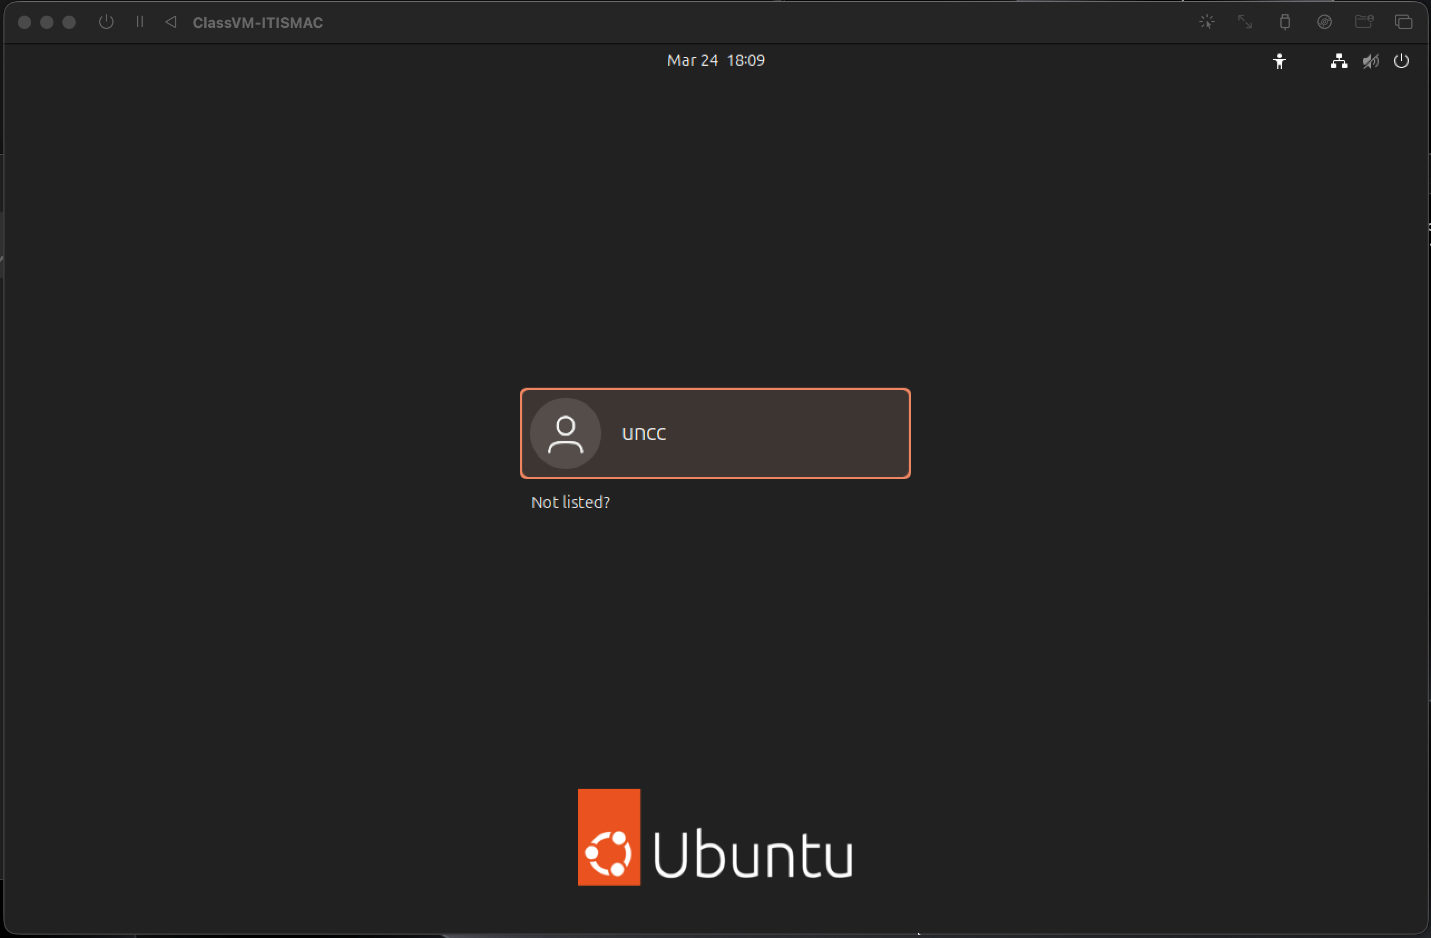 ClassVM-ITISMAC
Mar 24 18:09
uncc
Not listed?
Ubuntu